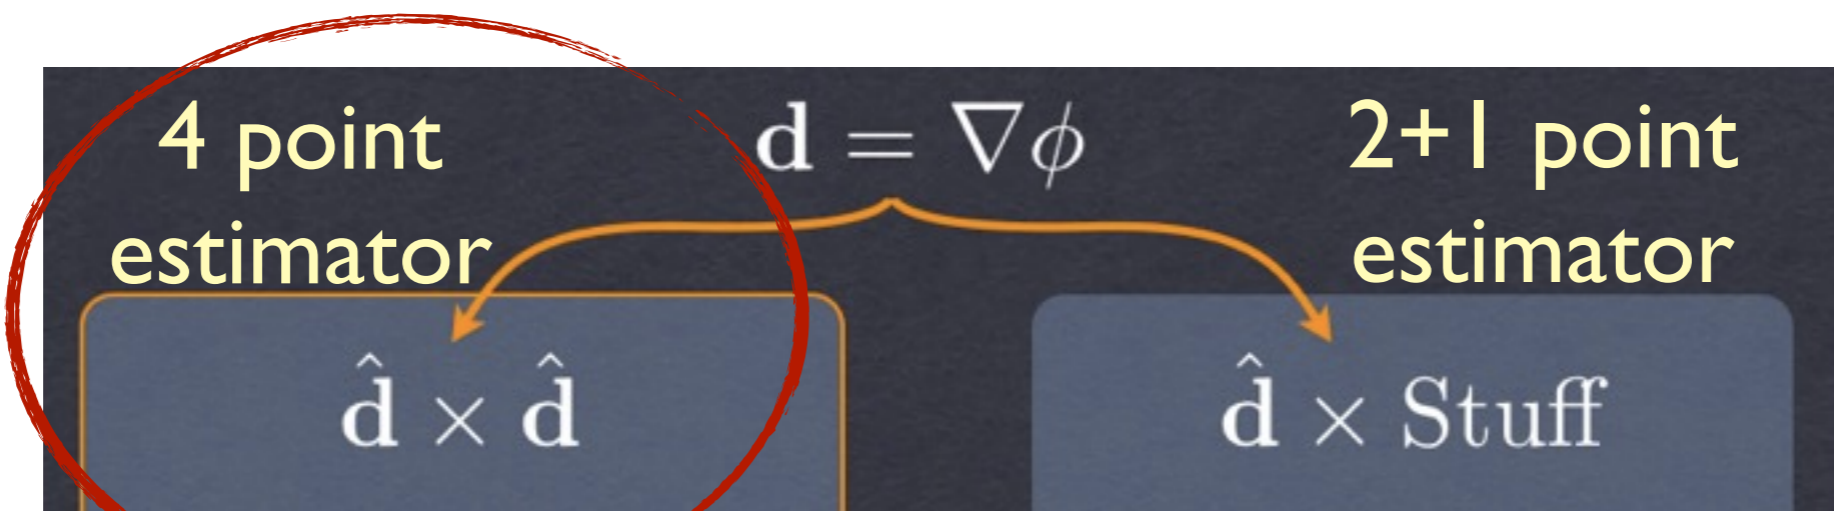 4 point
estimator
d = ∇ϕ
2+1 point
estimator
d̂ × d̂
d̂ × Stuff